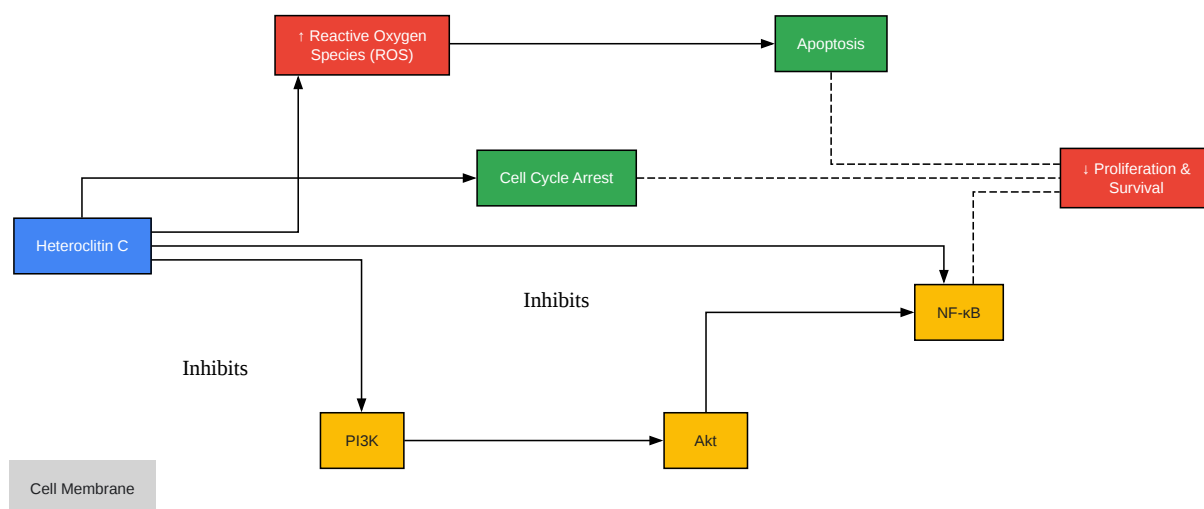 ↑ Reactive Oxygen
Species (ROS)
Apoptosis
Cell Cycle Arrest
↓ Proliferation &
Survival
Heteroclitin C
Inhibits
NF-κB
Inhibits
PI3K
Akt
Cell Membrane